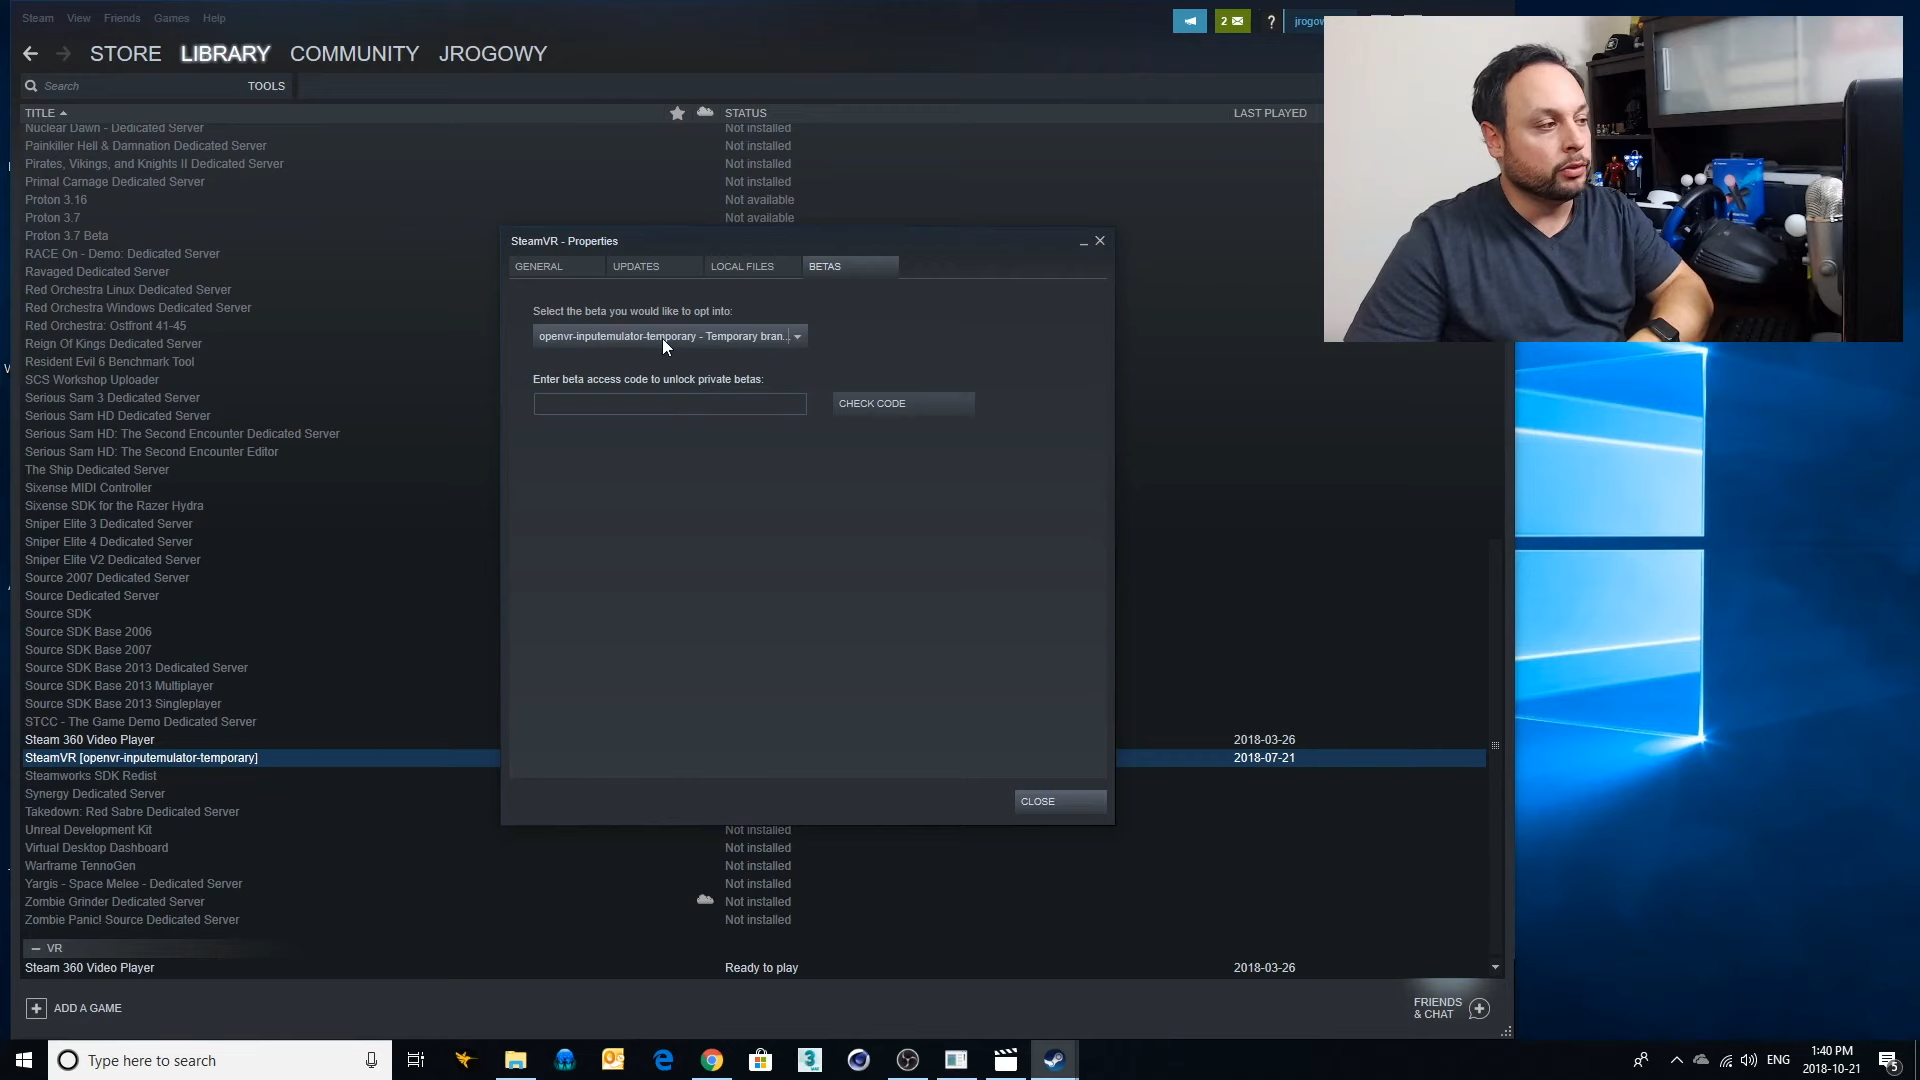 Steam View Friends Games Help
2
?
jrogow
STORE LIBRARY COMMUNITY JROGOWY
Search
TOOLS
TITLE STATUS LAST PLAYED
Nuclear Dawn - Dedicated Server Not installed
Painkiller Hell & Damnation Dedicated Server Not installed
Pirates, Vikings, and Knights II Dedicated Server Not installed
Primal Carnage Dedicated Server Not installed
Proton 3.16 Not available
Proton 3.7 Not available
Proton 3.7 Beta
RACE On - Demo: Dedicated Server
Ravaged Dedicated Server
Red Orchestra Linux Dedicated Server
Red Orchestra Windows Dedicated Server
Red Orchestra: Ostfront 41-45
Reign Of Kings Dedicated Server
Resident Evil 6 Benchmark Tool
SCS Workshop Uploader
Serious Sam 3 Dedicated Server
Serious Sam HD Dedicated Server
Serious Sam HD: The Second Encounter Dedicated Server
Serious Sam HD: The Second Encounter Editor
The Ship Dedicated Server
Sixense MIDI Controller
Sixense SDK for the Razer Hydra
Sniper Elite 3 Dedicated Server
Sniper Elite 4 Dedicated Server
Sniper Elite V2 Dedicated Server
Source 2007 Dedicated Server
Source Dedicated Server
Source SDK
Source SDK Base 2006
Source SDK Base 2007
Source SDK Base 2013 Dedicated Server
Source SDK Base 2013 Multiplayer
Source SDK Base 2013 Singleplayer
STCC - The Game Demo Dedicated Server
Steam 360 Video Player 2018-03-26
SteamVR [openvr-inputemulator-temporary] 2018-07-21
Steamworks SDK Redist
Synergy Dedicated Server
Takedown: Red Sabre Dedicated Server
Unreal Development Kit Not installed
Virtual Desktop Dashboard Not installed
Warframe TennoGen Not installed
Yargis - Space Melee - Dedicated Server Not installed
Zombie Grinder Dedicated Server Not installed
Zombie Panic! Source Dedicated Server Not installed
VR
Steam 360 Video Player Ready to play 2018-03-26
ADD A GAME
FRIENDS
& CHAT
SteamVR - Properties
GENERAL UPDATES LOCAL FILES BETAS
Select the beta you would like to opt into:
openvr-inputemulator-temporary - Temporary bran...
Enter beta access code to unlock private betas:
CHECK CODE
CLOSE
Type here to search
ENG
1:40 PM
2018-10-21
5